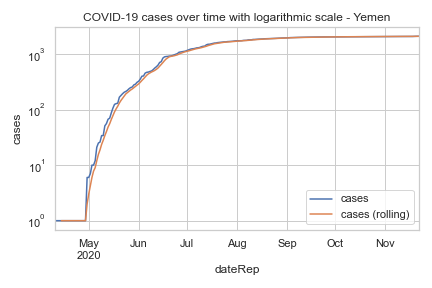 COVID-19 cases over time with logarithmic scale - Yemen
cases
10³
10²
10¹
10⁰
May Jun Jul Aug Sep Oct Nov
2020
dateRep
cases
cases (rolling)